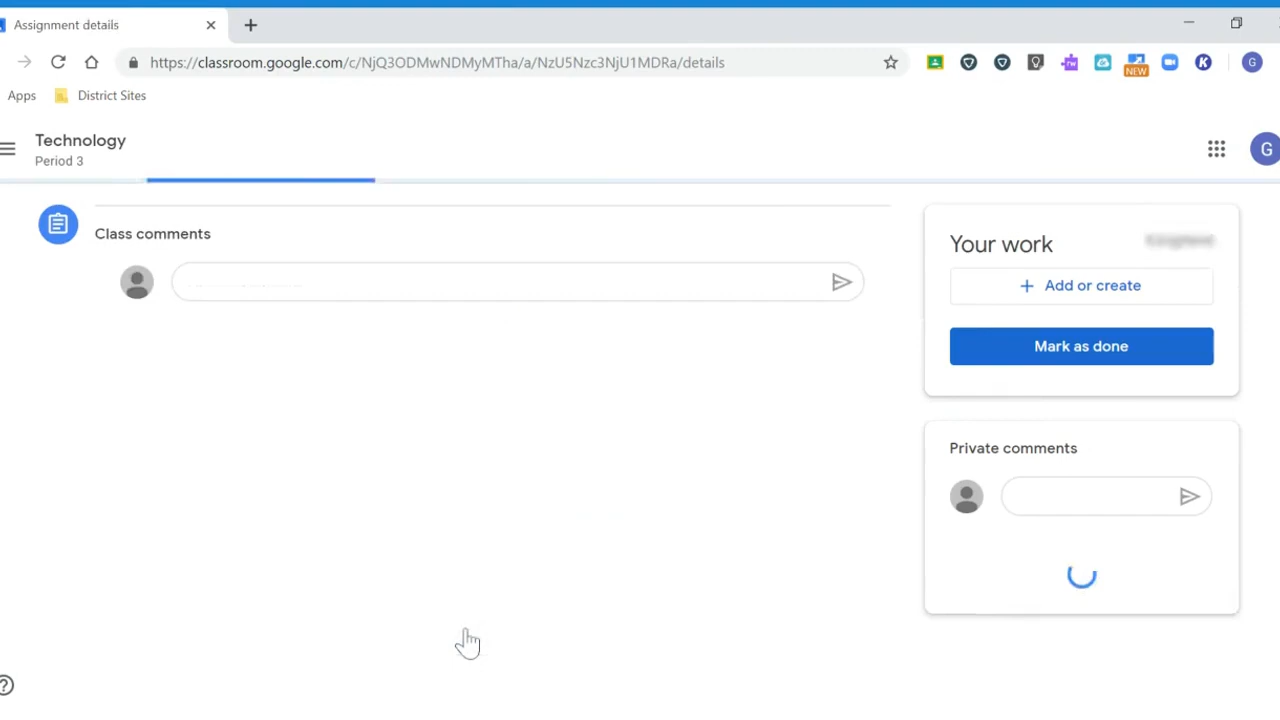 Assignment details
https://classroom.google.com/c/NjQ3ODMwNDMyMTha/a/NzU5Nzc3NjU1MDRa/details
NEW
G
Apps
District Sites
Technology
Period 3
G
Class comments
Your work
+ Add or create
Mark as done
Private comments